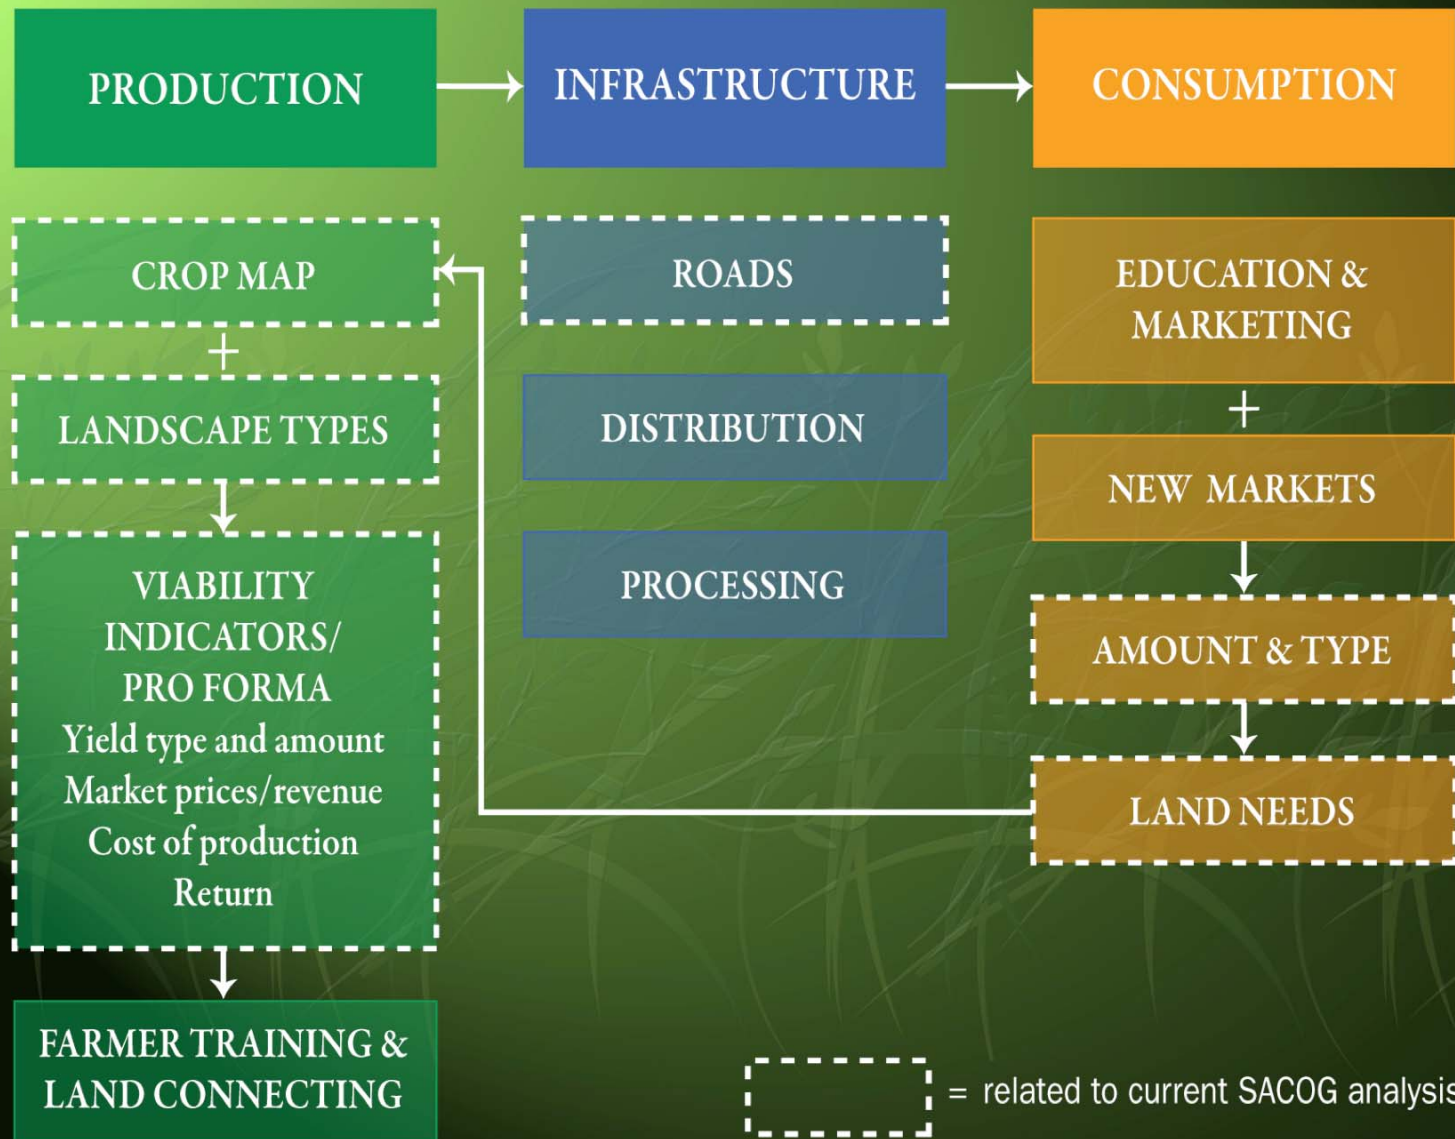 PRODUCTION
INFRASTRUCTURE
CONSUMPTION
CROP MAP
+
LANDSCAPE TYPES
VIABILITY
INDICATORS/
PRO FORMA
Yield type and amount
Market prices/revenue
Cost of production
Return
FARMER TRAINING &
LAND CONNECTING
ROADS
DISTRIBUTION
PROCESSING
EDUCATION &
MARKETING
+
NEW MARKETS
AMOUNT & TYPE
LAND NEEDS
= related to current SACOG analysis